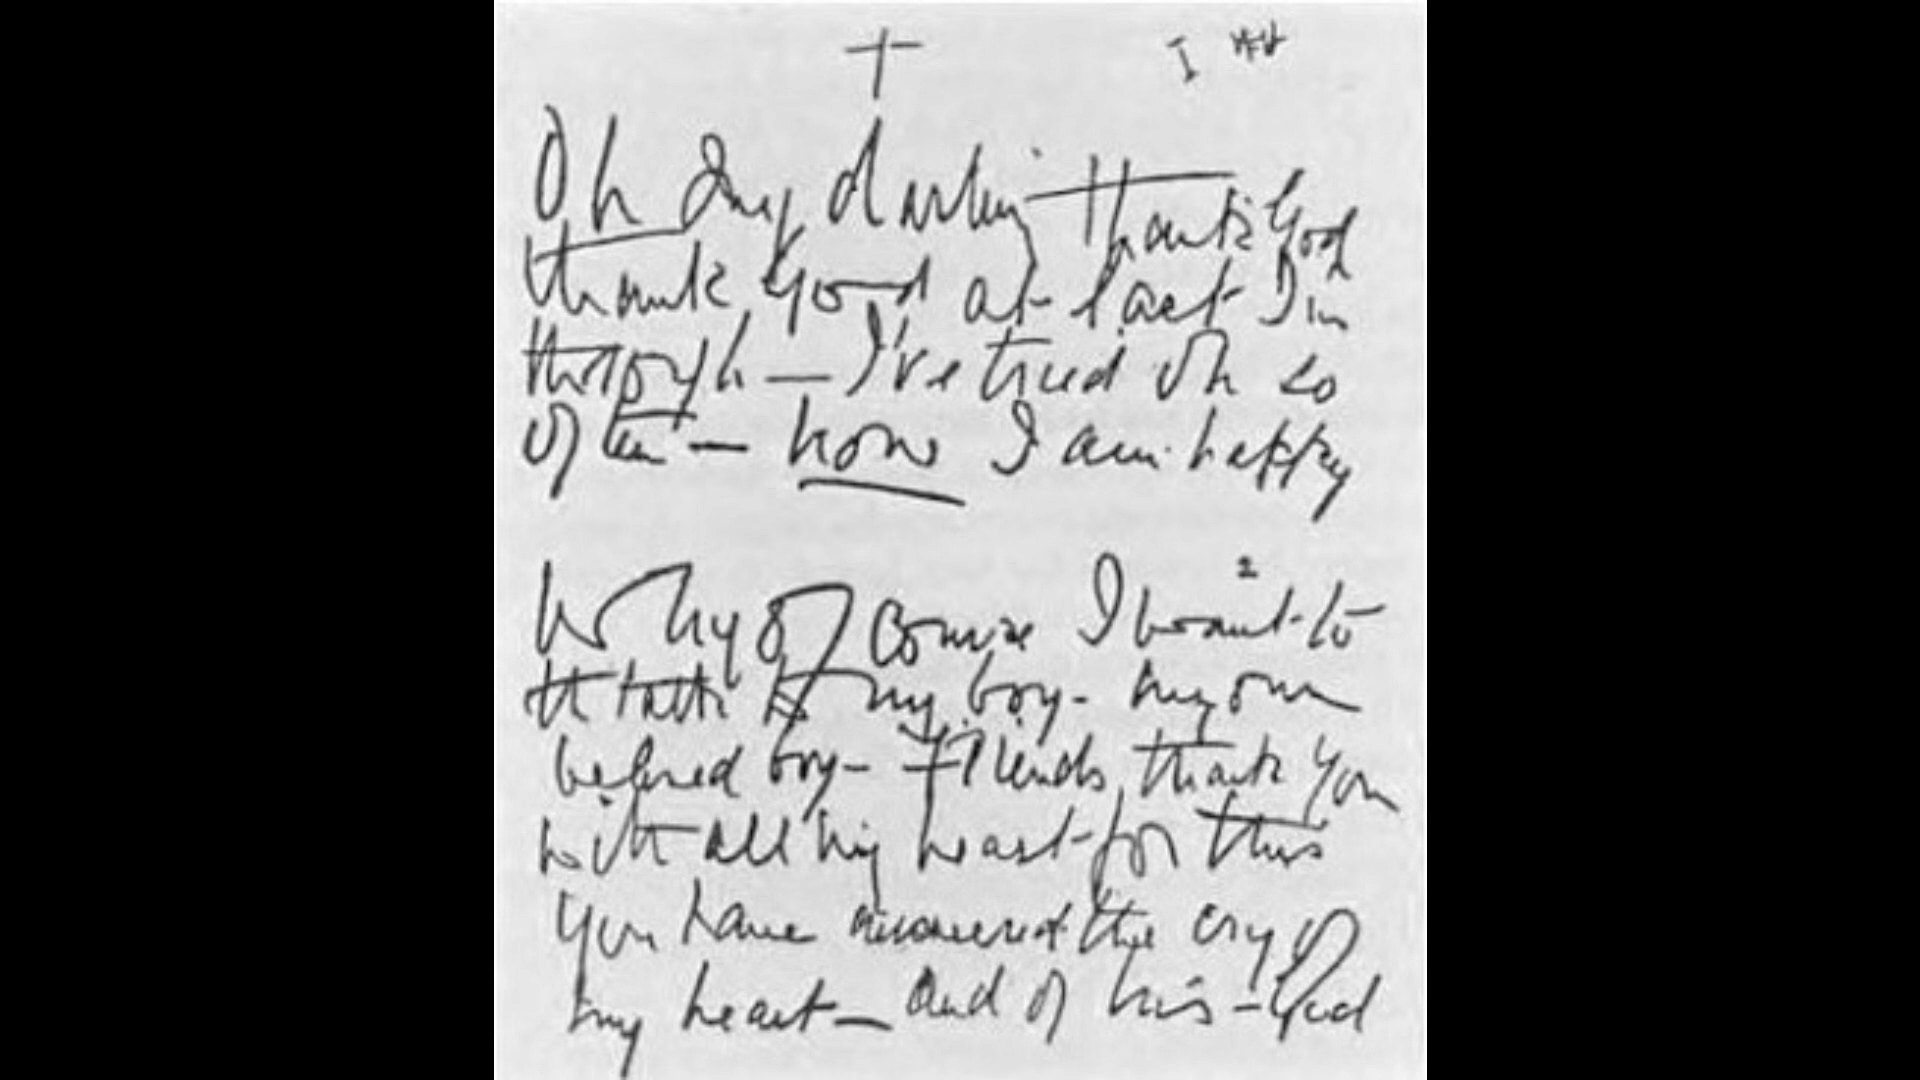 I
Oh my darling thank God
thank God at last I'm
through — I've tried oh so
often — now I am happy
2
Why of course I want to
talk to my boy - my own
beloved boy - Friends, thank you
with all my heart for this
you have answered the cry of
my heart — and of his — God